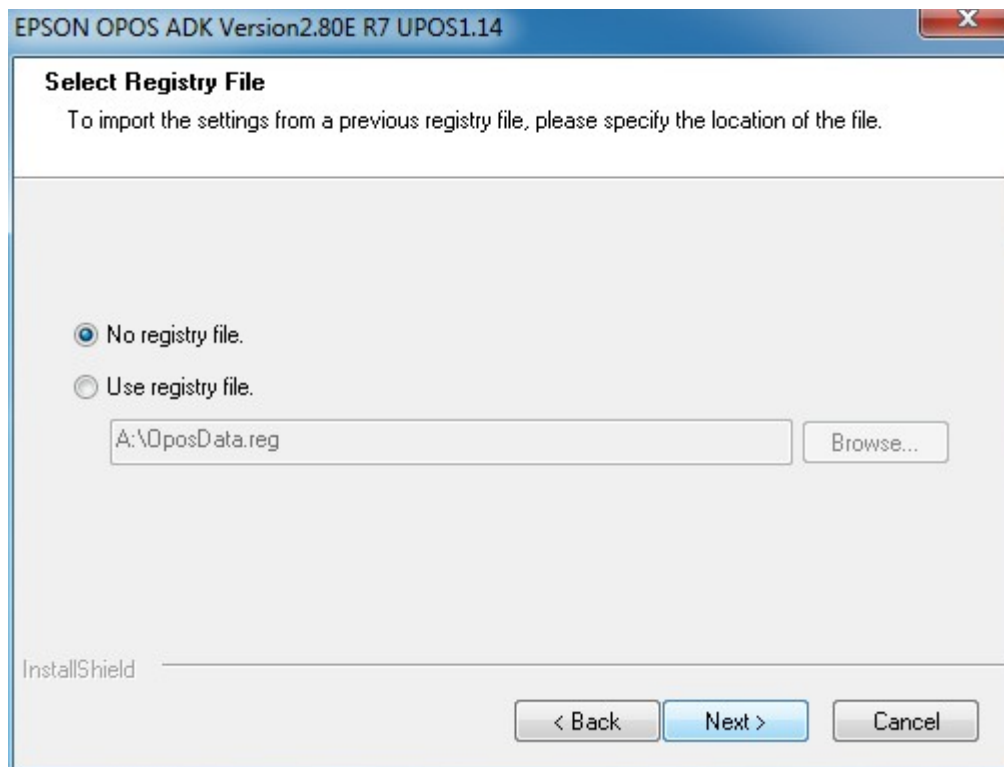 EPSON OPOS ADK Version2.80E R7 UPOS1.14
X
Select Registry File
To import the settings from a previous registry file, please specify the location of the file.
No registry file.
Use registry file.
A:\OposData.reg
Browse...
InstallShield
< Back
Next >
Cancel